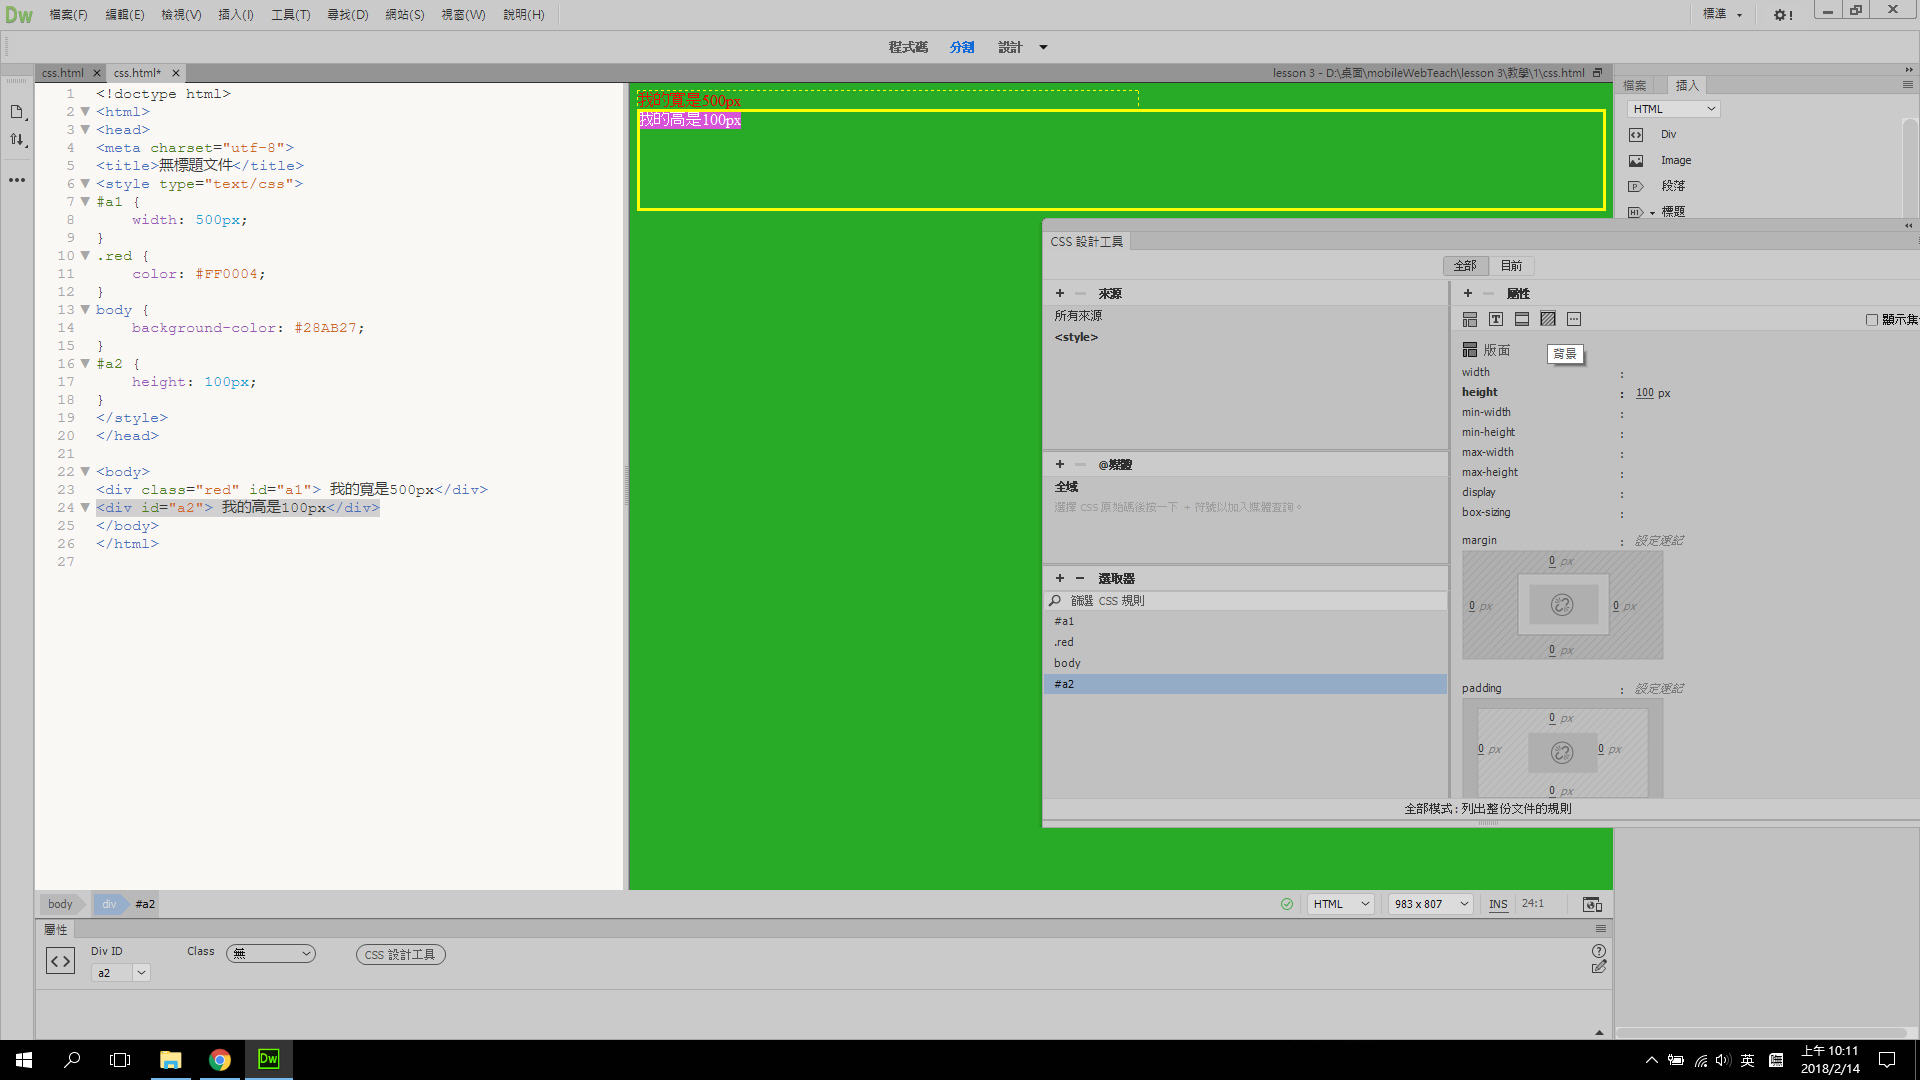 Dw 檔案(F) 編輯(E) 檢視(V) 插入(I) 工具(T) 尋找(D) 網站(S) 視窗(W) 說明(H) 標準
程式碼 分割 設計
css.html × css.html* × lesson 3 - D:\桌面\mobileWebTeach\lesson 3\教學\1\css.html
1 <!doctype html>
2 <html>
3 <head>
4 <meta charset="utf-8">
5 <title>無標題文件</title>
6 <style type="text/css">
7 #a1 {
8 width: 500px;
9 }
10 .red {
11 color: #FF0004;
12 }
13 body {
14 background-color: #28AB27;
15 }
16 #a2 {
17 height: 100px;
18 }
19 </style>
20 </head>
21
22 <body>
23 <div class="red" id="a1"> 我的寬是500px</div>
24 <div id="a2"> 我的高是100px</div>
25 </body>
26 </html>
27
我的寬是500px
我的高是100px
檔案 插入
HTML
Div
Image
段落
標題
CSS 設計工具
全部 目前
+ − 來源
所有來源
<style>
+ − @媒體
全域
選擇 CSS 原始碼後按一下 + 符號以加入媒體查詢。
+ − 選取器
篩選 CSS 規則
#a1
.red
body
#a2
+ − 屬性
顯示集
版面
背景
width :
height : 100 px
min-width :
min-height :
max-width :
max-height :
display :
box-sizing :
margin : 設定速記
0 px
0 px 0 px
0 px
padding : 設定速記
0 px
0 px 0 px
0 px
全部模式 : 列出整份文件的規則
body div #a2 HTML 983 x 807 INS 24:1
屬性
Div ID Class 無 CSS 設計工具
a2
Dw 英 上午 10:11
2018/2/14